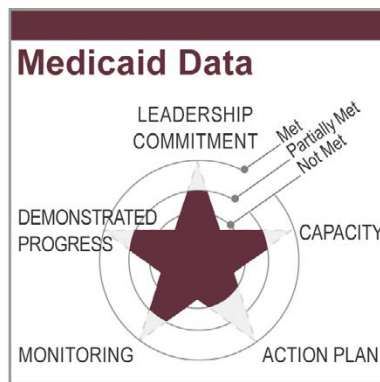 Medicaid Data
LEADERSHIP
COMMITMENT
Met
Partially Met
Not Met
DEMONSTRATED
PROGRESS
CAPACITY
MONITORING
ACTION PLAN